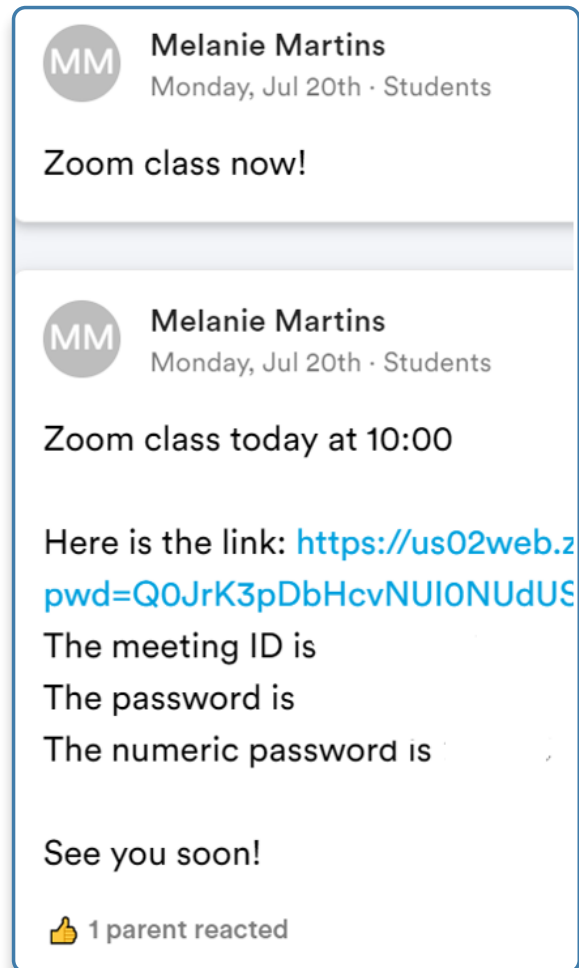 MM
Melanie Martins
Monday, Jul 20th · Students
Zoom class now!
MM
Melanie Martins
Monday, Jul 20th · Students
Zoom class today at 10:00
Here is the link: https://us02web.z
pwd=Q0JrK3pDbHcvNUI0NUdUS
The meeting ID is
The password is
The numeric password is
See you soon!
1 parent reacted